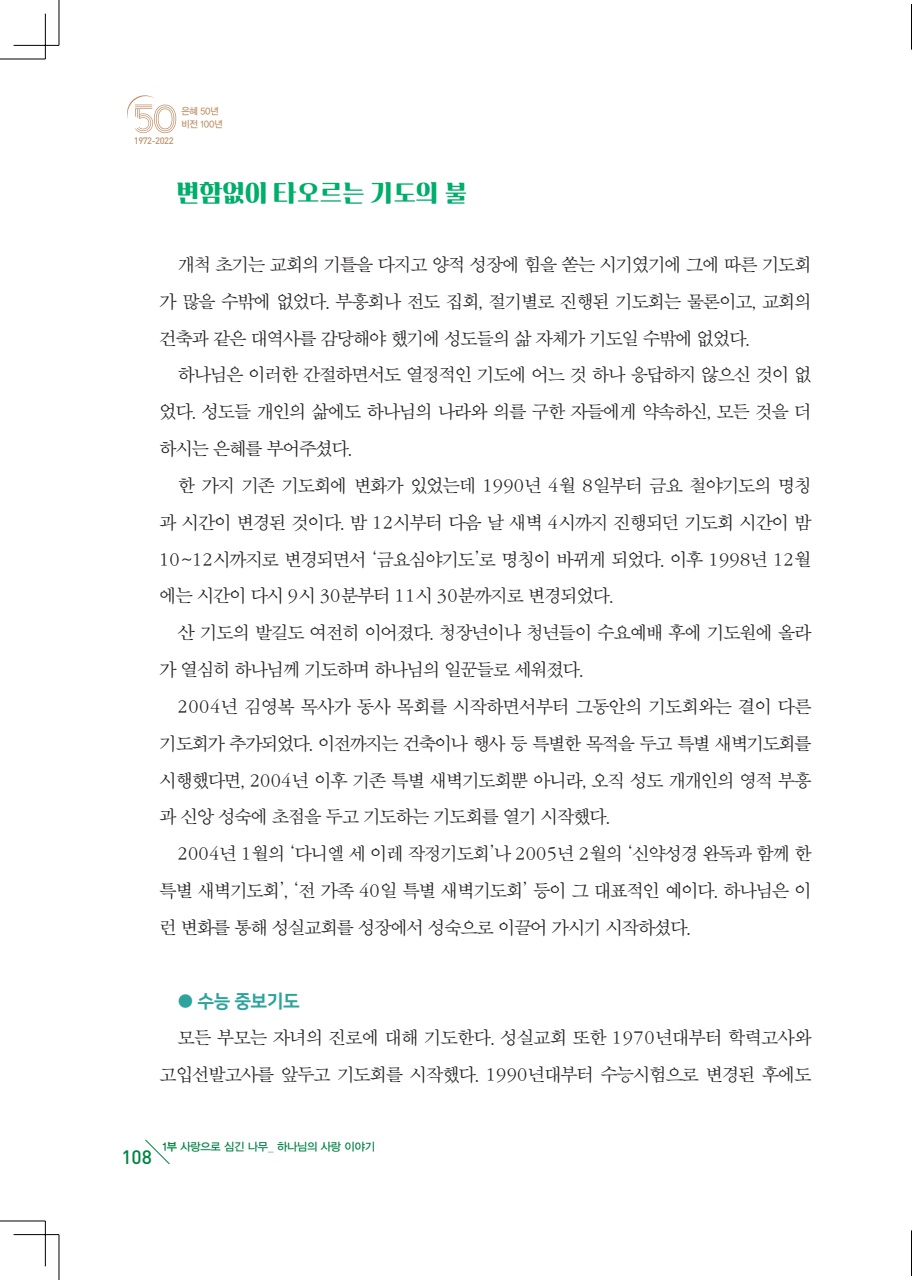 50
은혜 50년
비전 100년
1972-2022
변함없이 타오르는 기도의 불
개척 초기는 교회의 기틀을 다지고 양적 성장에 힘을 쏟는 시기였기에 그에 따른 기도회
가 많을 수밖에 없었다. 부흥회나 전도 집회, 절기별로 진행된 기도회는 물론이고, 교회의
건축과 같은 대역사를 감당해야 했기에 성도들의 삶 자체가 기도일 수밖에 없었다.
하나님은 이러한 간절하면서도 열정적인 기도에 어느 것 하나 응답하지 않으신 것이 없
었다. 성도들 개인의 삶에도 하나님의 나라와 의를 구한 자들에게 약속하신, 모든 것을 더
하시는 은혜를 부어주셨다.
한 가지 기존 기도회에 변화가 있었는데 1990년 4월 8일부터 금요 철야기도의 명칭
과 시간이 변경된 것이다. 밤 12시부터 다음 날 새벽 4시까지 진행되던 기도회 시간이 밤
10~12시까지로 변경되면서 ‘금요심야기도’로 명칭이 바뀌게 되었다. 이후 1998년 12월
에는 시간이 다시 9시 30분부터 11시 30분까지로 변경되었다.
산 기도의 발길도 여전히 이어졌다. 청장년이나 청년들이 수요예배 후에 기도원에 올라
가 열심히 하나님께 기도하며 하나님의 일꾼들로 세워졌다.
2004년 김영복 목사가 동사 목회를 시작하면서부터 그동안의 기도회와는 결이 다른
기도회가 추가되었다. 이전까지는 건축이나 행사 등 특별한 목적을 두고 특별 새벽기도회를
시행했다면, 2004년 이후 기존 특별 새벽기도회뿐 아니라, 오직 성도 개개인의 영적 부흥
과 신앙 성숙에 초점을 두고 기도하는 기도회를 열기 시작했다.
2004년 1월의 ‘다니엘 세 이레 작정기도회’나 2005년 2월의 ‘신약성경 완독과 함께 한
특별 새벽기도회’, ‘전 가족 40일 특별 새벽기도회’ 등이 그 대표적인 예이다. 하나님은 이
런 변화를 통해 성실교회를 성장에서 성숙으로 이끌어 가시기 시작하셨다.
● 수능 중보기도
모든 부모는 자녀의 진로에 대해 기도한다. 성실교회 또한 1970년대부터 학력고사와
고입선발고사를 앞두고 기도회를 시작했다. 1990년대부터 수능시험으로 변경된 후에도
108 1부 사랑으로 심긴 나무_ 하나님의 사랑 이야기